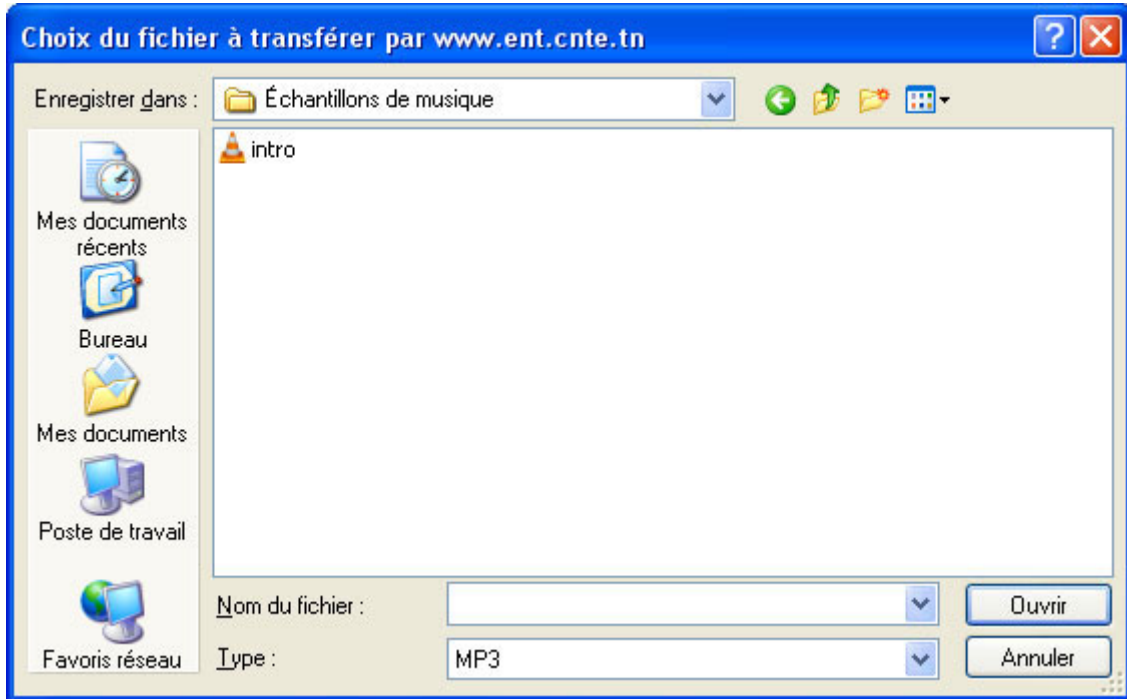 Choix du fichier à transférer par www.ent.cnte.tn
Enregistrer dans :
Échantillons de musique
intro
Mes documents
récents
Bureau
Mes documents
Poste de travail
Favoris réseau
Nom du fichier :
Ouvrir
Type :
MP3
Annuler